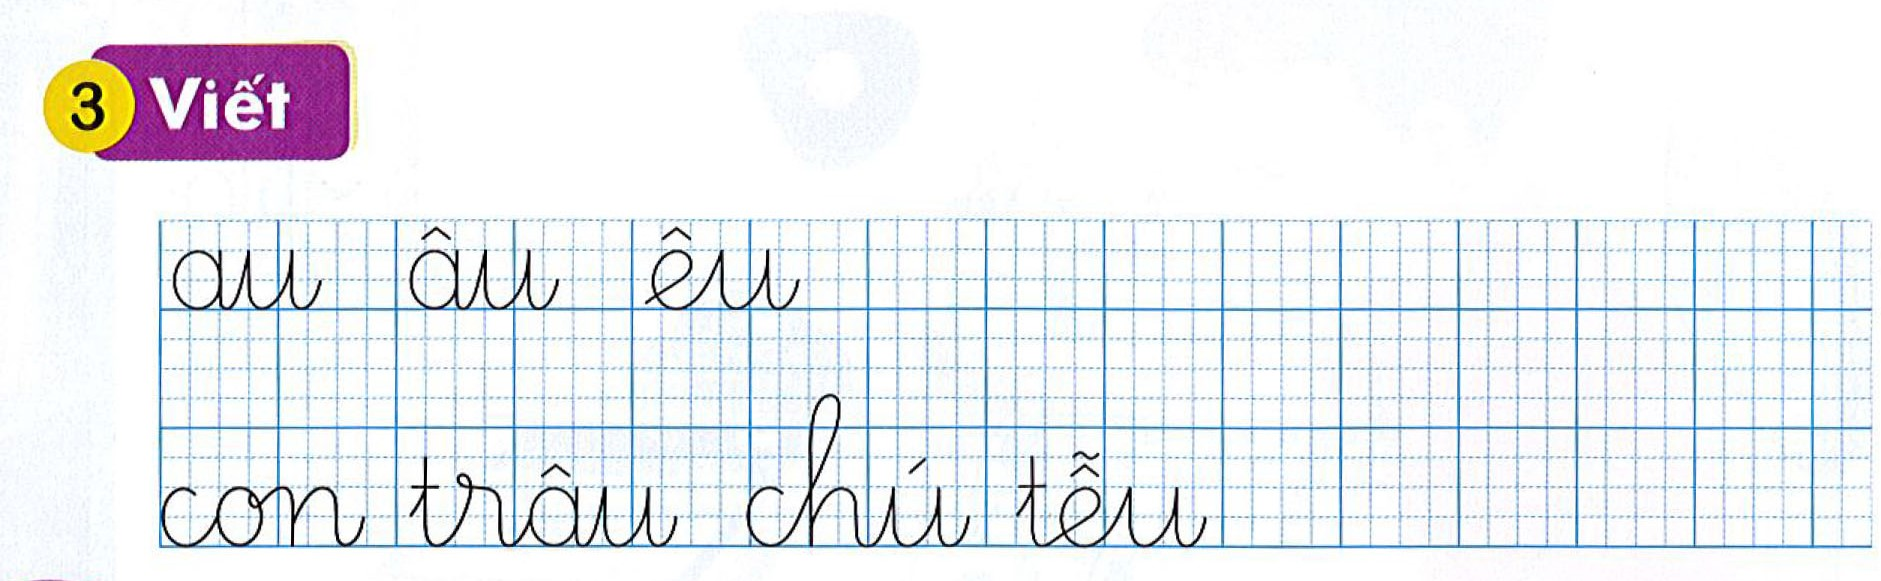 3 Viết
au âu êu
con trâu chú tễu